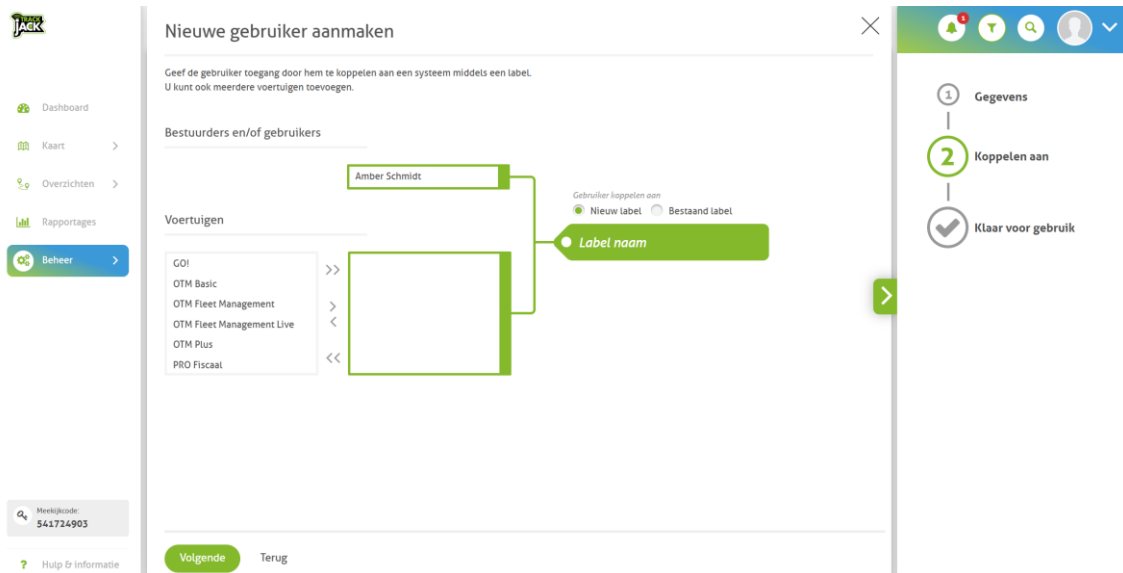 TRACK
JACK
Dashboard
Kaart
Overzichten
Rapportages
Beheer
Meekijkcode:
541724903
? Hulp & informatie
Nieuwe gebruiker aanmaken
Geef de gebruiker toegang door hem te koppelen aan een systeem middels een label.
U kunt ook meerdere voertuigen toevoegen.
Bestuurders en/of gebruikers
Amber Schmidt
Voertuigen
GO!
OTM Basic
OTM Fleet Management
OTM Fleet Management Live
OTM Plus
PRO Fiscaal
Gebruiker koppelen aan
Nieuw label Bestaand label
Label naam
Volgende Terug
1
1 Gegevens
2 Koppelen aan
Klaar voor gebruik